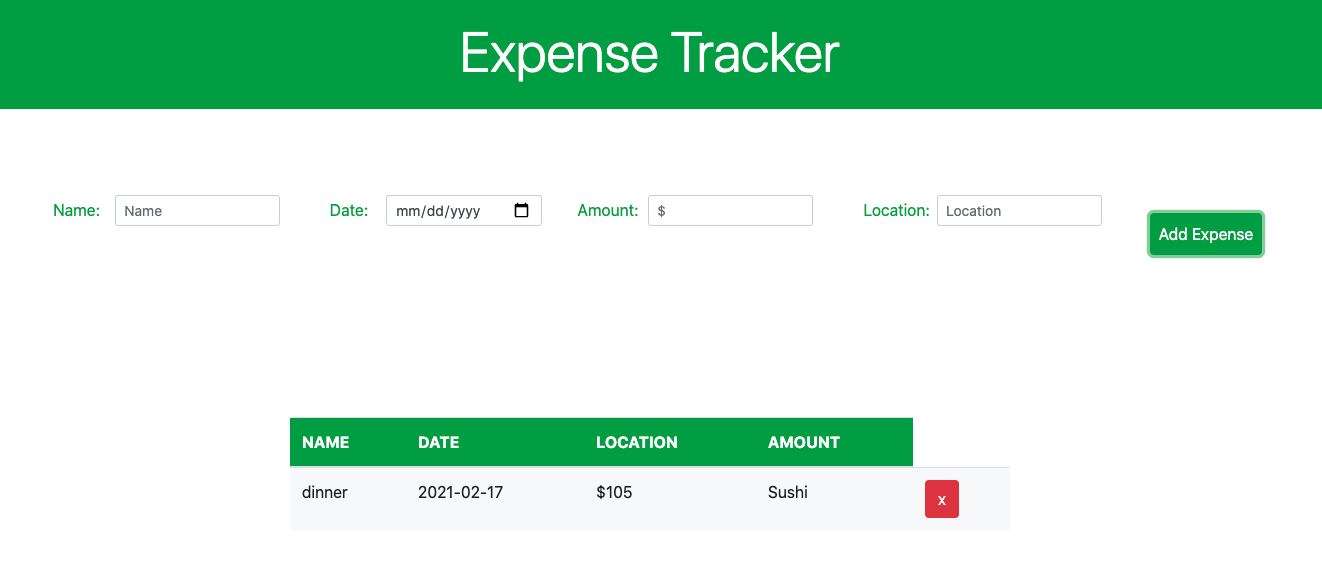 Expense Tracker
Name: Name Date: mm/dd/yyyy Amount: $ Location: Location
Add Expense
NAME DATE LOCATION AMOUNT
dinner 2021-02-17 $105 Sushi x